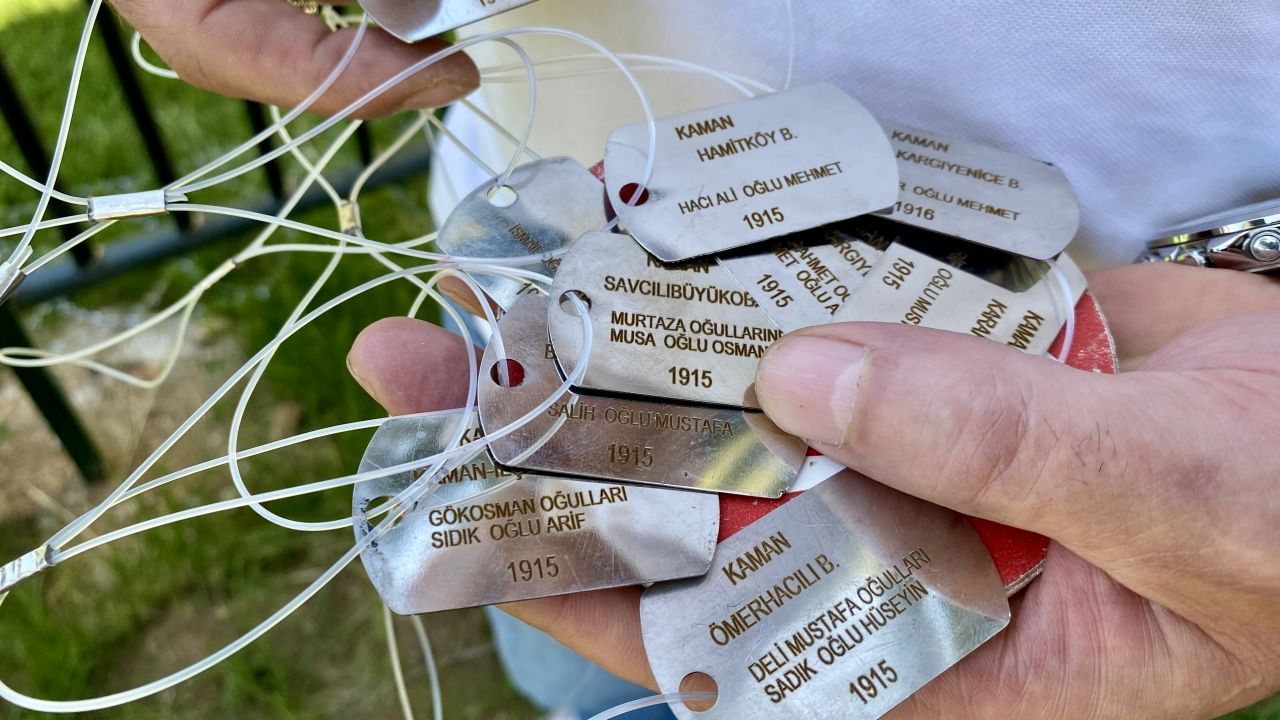 KAMAN
HAMİTKÖY B.
HACI ALİ OĞLU MEHMET
1915
KAMAN
KARGIYENİCE B.
OĞLU MEHMET
1916
SAVCILIBÜYÜKOBA
MURTAZA OĞULLARIN
MUSA OĞLU OSMAN
1915
SALİH OĞLU MUSTAFA
1915
GÖKOSMAN OĞULLARI
SIDIK OĞLU ARİF
1915
KAMAN
ÖMERHACILI B.
DELİ MUSTAFA OĞULLARI
SADIK OĞLU HÜSEYİN
1915
1915
KAMAN
OĞLU
1915